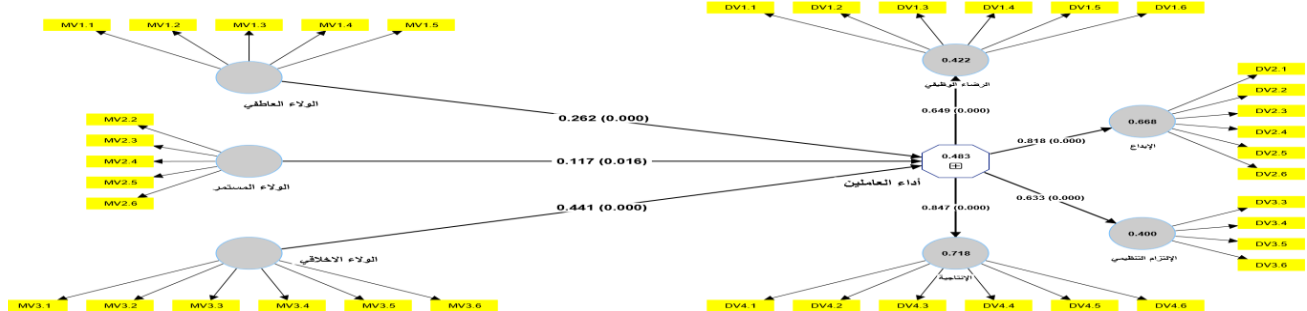 MV1.1
MV1.2
MV1.3
MV1.4
MV1.5
الولاء العاطفي
MV2.2
MV2.3
MV2.4
MV2.5
MV2.6
الولاء المستمر
الولاء الاخلاقي
MV3.1
MV3.2
MV3.3
MV3.4
MV3.5
MV3.6
0.262 (0.000)
0.117 (0.016)
0.441 (0.000)
0.483
أداء العاملين
DV1.1
DV1.2
DV1.3
DV1.4
DV1.5
DV1.6
0.422
الرضاء الوظيفي
0.649 (0.000)
0.818 (0.000)
0.668
الإبداع
DV2.1
DV2.2
DV2.3
DV2.4
DV2.5
DV2.6
0.633 (0.000)
0.400
الإلتزام التنظيمي
DV3.3
DV3.4
DV3.5
DV3.6
0.847 (0.000)
0.718
الإنتاجية
DV4.1
DV4.2
DV4.3
DV4.4
DV4.5
DV4.6